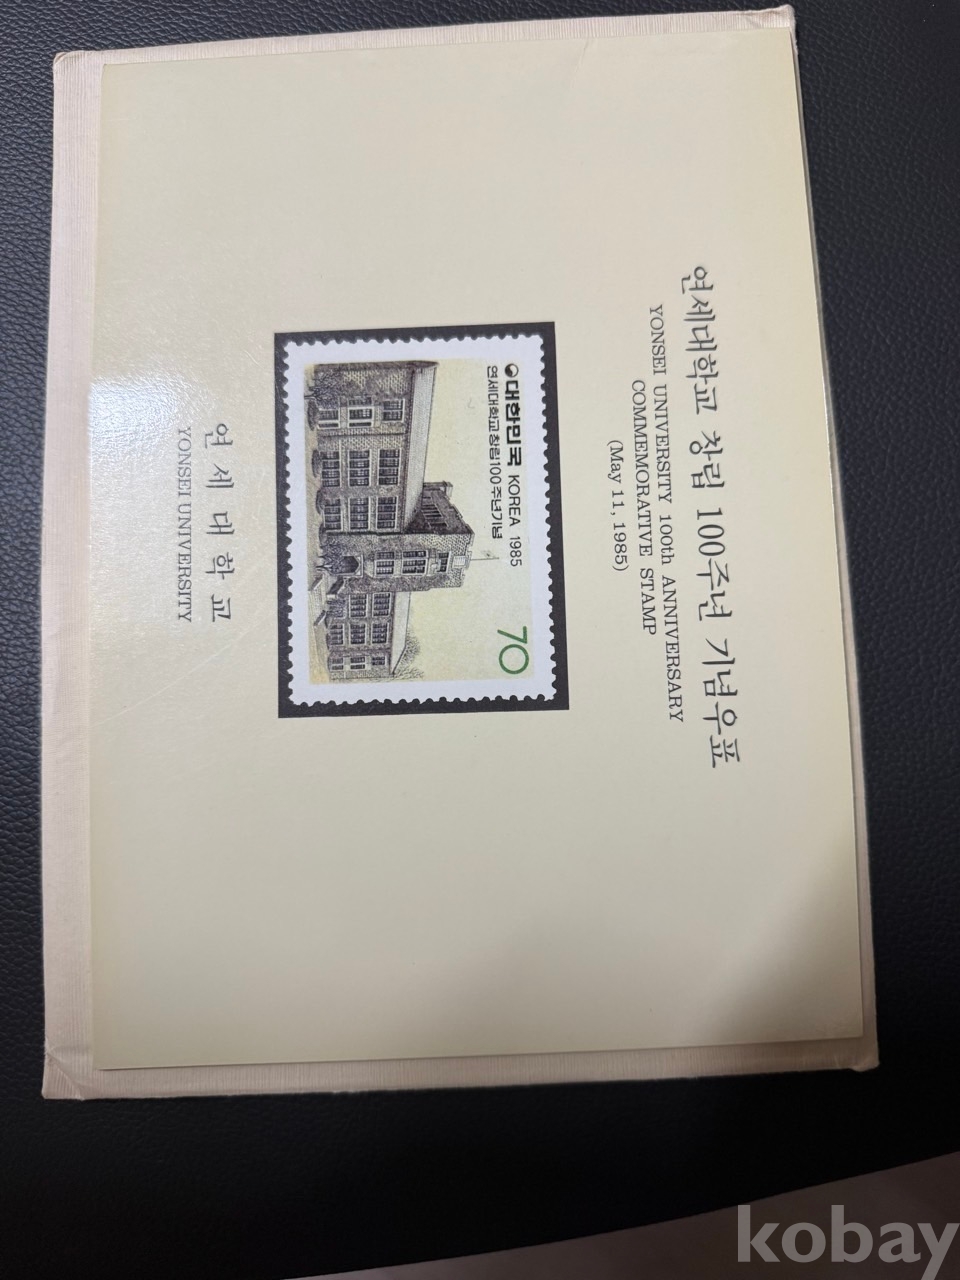 연세대학교 창립 100주년 기념우표
YONSEI UNIVERSITY 100th ANNIVERSARY
COMMEMORATIVE STAMP
(May 11, 1985)
대한민국 KOREA 1985
연세대학교창립100주년기념
70
연세대학교
YONSEI UNIVERSITY
kobay